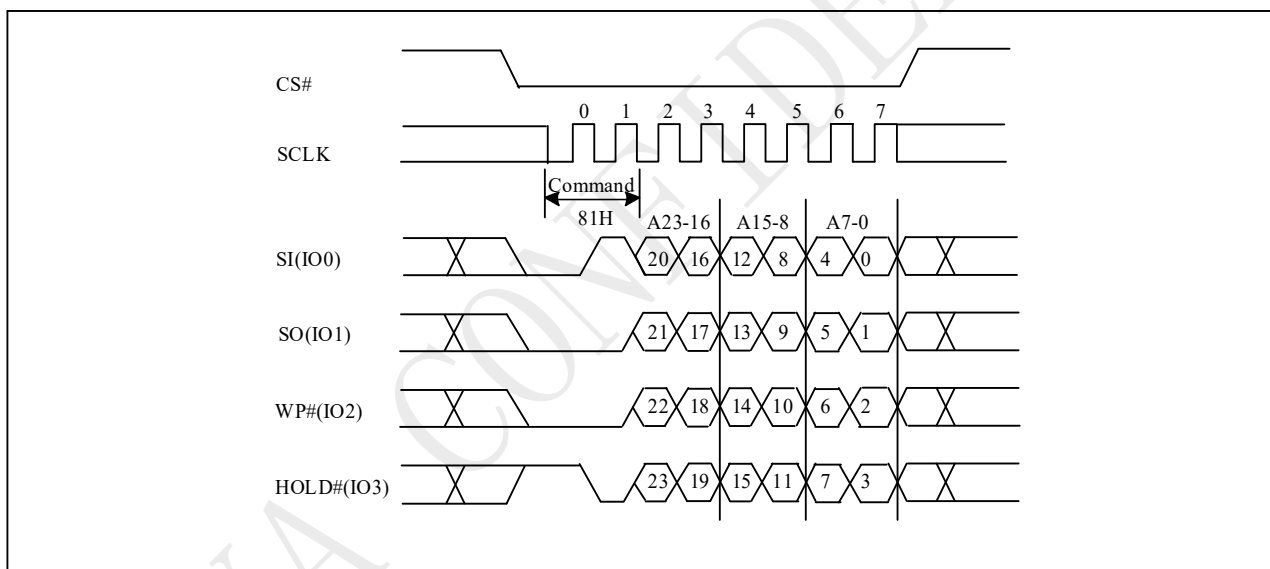 CS#
0 1 2 3 4 5 6 7
SCLK
Command
81H
A23-16 A15-8 A7-0
SI(IO0) 20 16 12 8 4 0
SO(IO1) 21 17 13 9 5 1
WP#(IO2) 22 18 14 10 6 2
HOLD#(IO3) 23 19 15 11 7 3